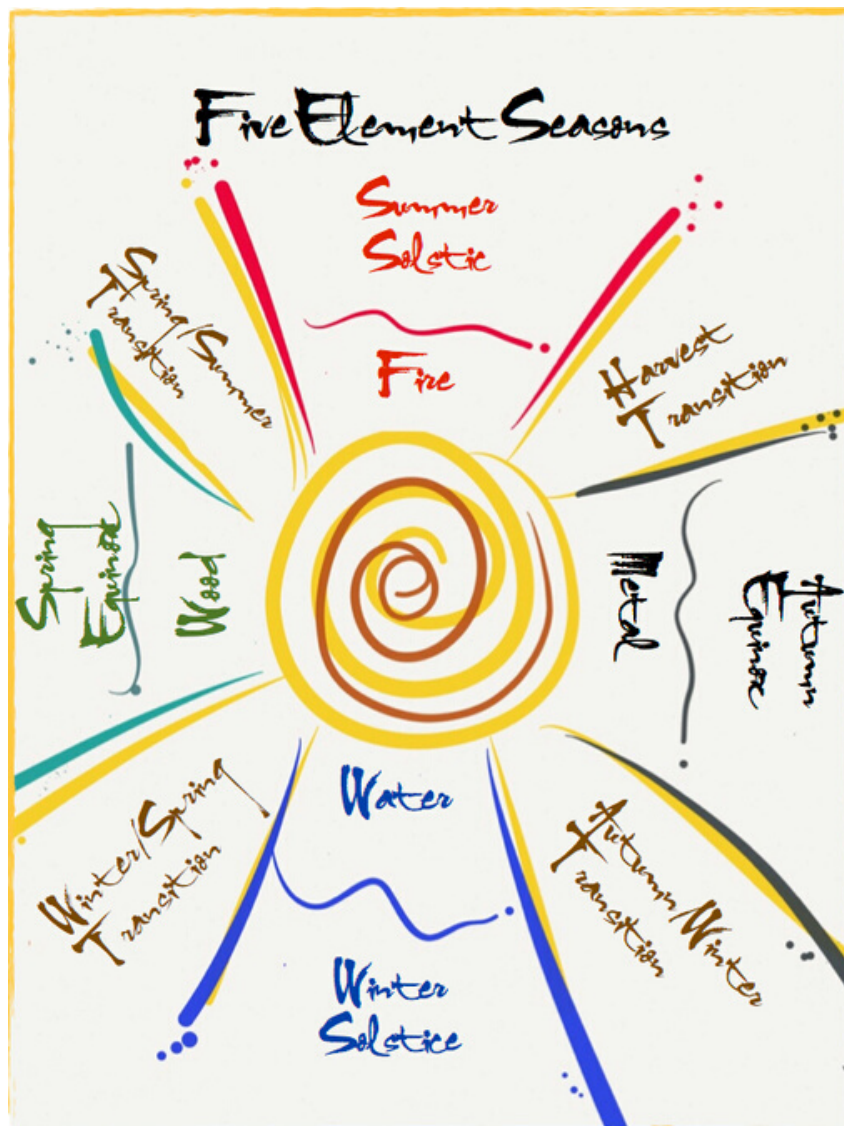 Five Element Seasons
Summer
Solstic
Fire
Spring/Summer
Transition
Harvest
Transition
Spring
Equinox
Wood
Metal
Autumn
Equinox
Water
Winter/Spring
Transition
Autumn/Winter
Transition
Winter
Solstice